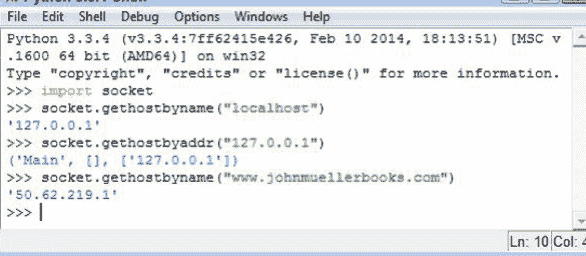 File Edit Shell Debug Options Windows Help
Python 3.3.4 (v3.3.4:7ff62415e426, Feb 10 2014, 18:13:51) [MSC v
.1600 64 bit (AMD64)] on win32
Type "copyright", "credits" or "license()" for more information.
>>> import socket
>>> socket.gethostbyname("localhost")
'127.0.0.1'
>>> socket.gethostbyaddr("127.0.0.1")
('Main', [], ['127.0.0.1'])
>>> socket.gethostbyname("www.johnmuellerbooks.com")
'50.62.219.1'
>>>
Ln: 10 Col: 4